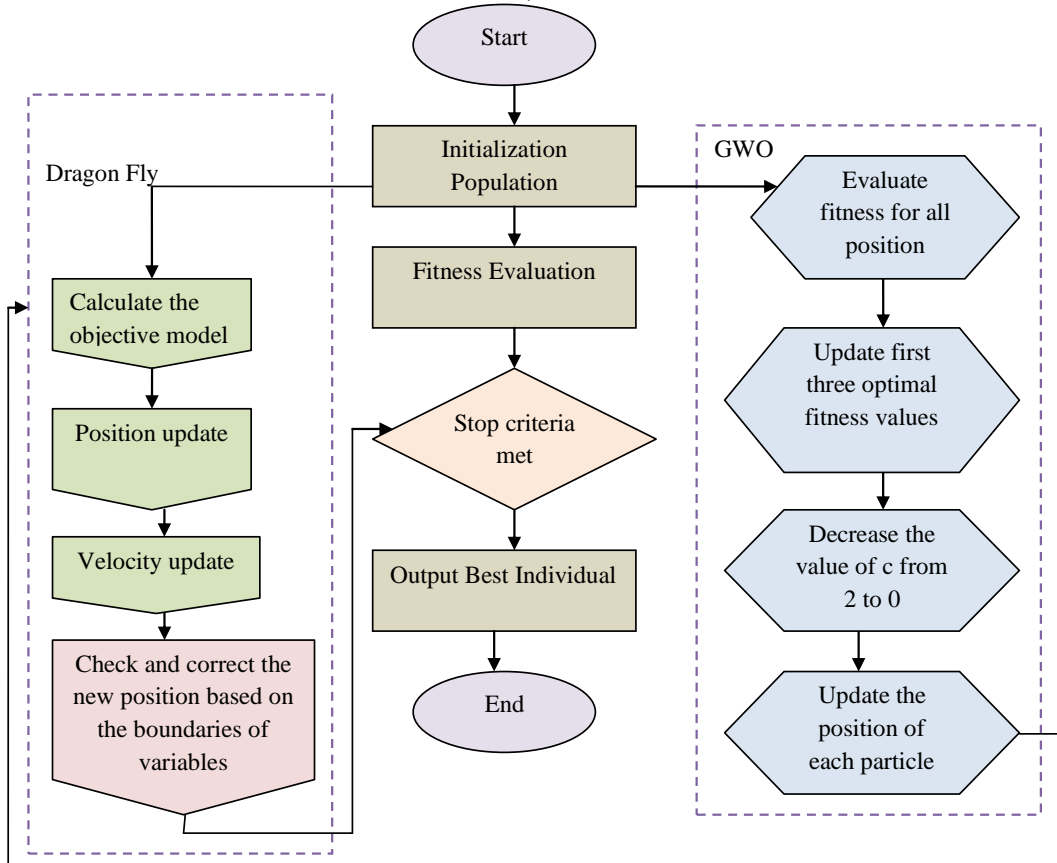 Start
Initialization
Population
Dragon Fly
GWO
Evaluate
fitness for all
position
Fitness Evaluation
Calculate the
objective model
Update first
three optimal
fitness values
Position update
Stop criteria
met
Velocity update
Decrease the
value of c from
2 to 0
Output Best Individual
Check and correct the
new position based on
the boundaries of
variables
End
Update the
position of
each particle